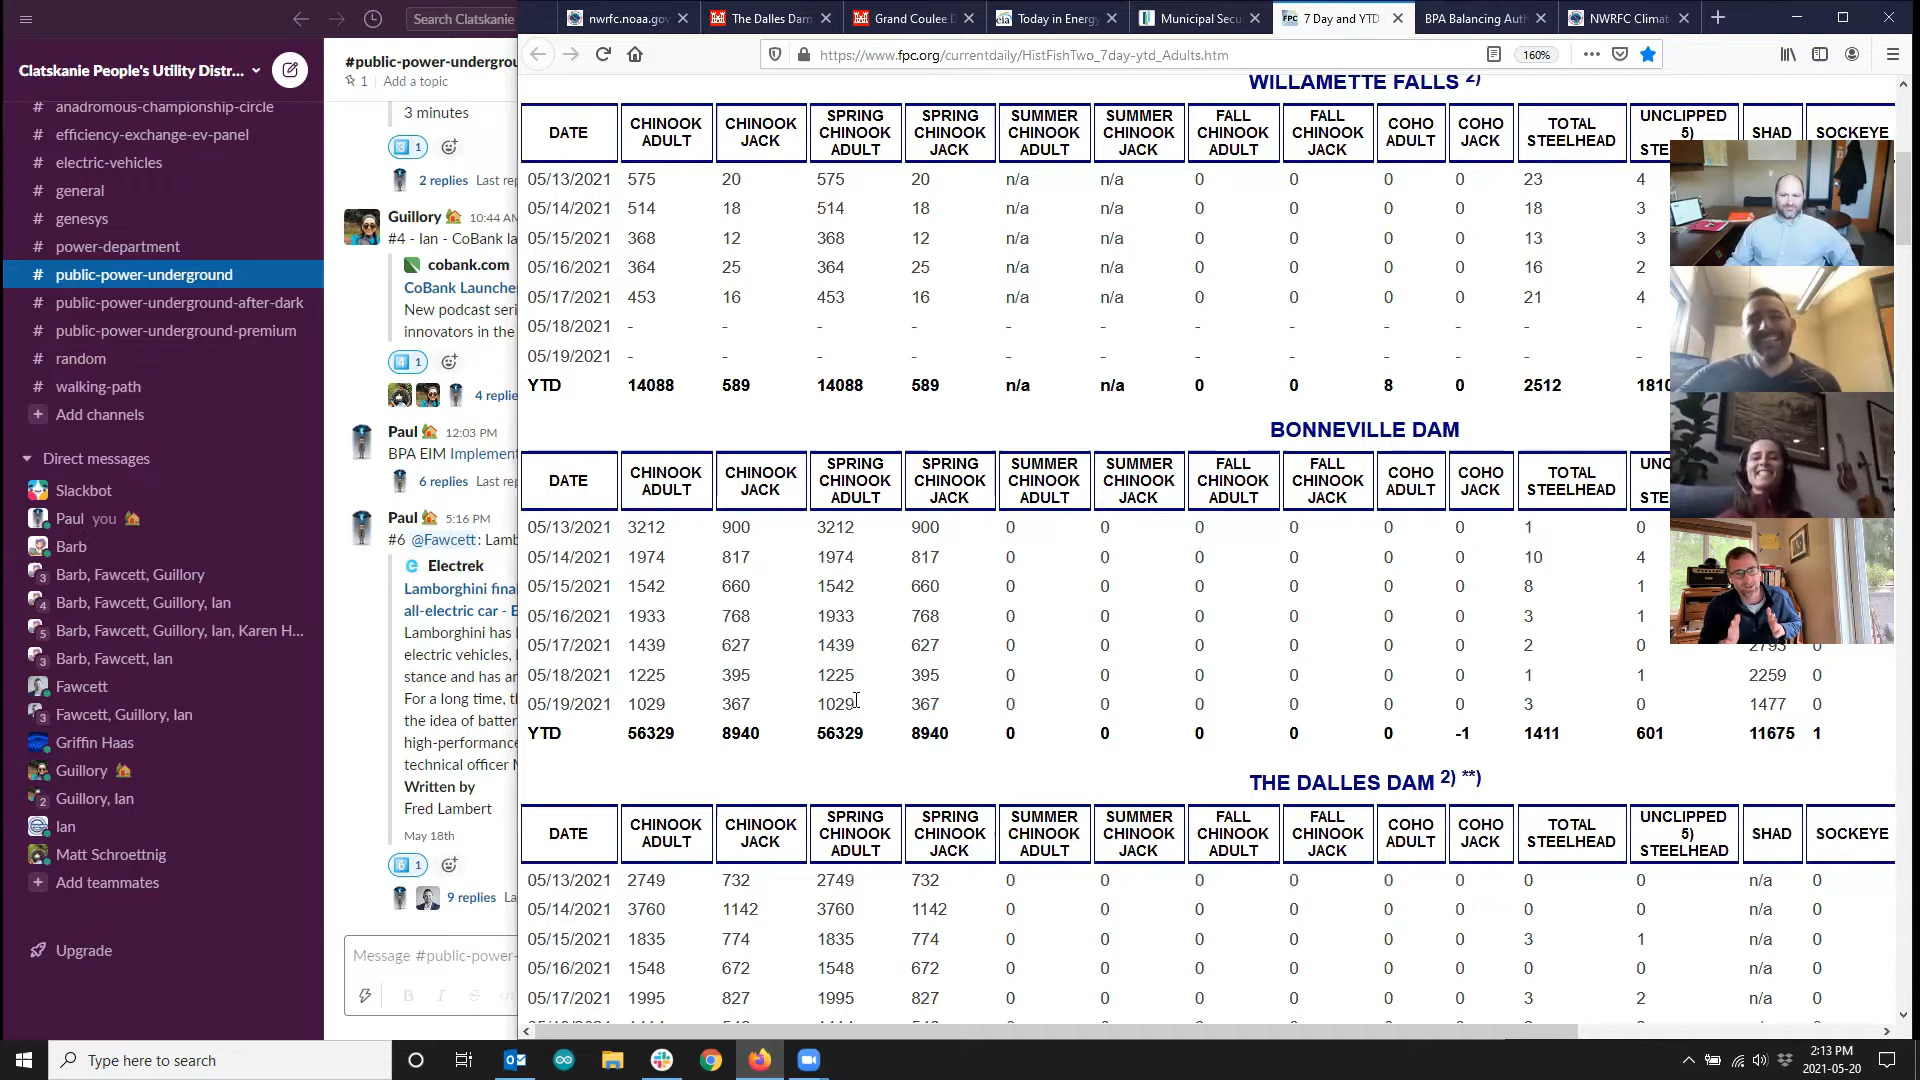 Search Clatskanie
Clatskanie People's Utility Distr...
# anadromous-championship-circle
# efficiency-exchange-ev-panel
# electric-vehicles
# general
# genesys
# power-department
# public-power-underground
# public-power-underground-after-dark
# public-power-underground-premium
# random
# walking-path
+ Add channels
Direct messages
Slackbot
Paul you
Barb
3 Barb, Fawcett, Guillory
4 Barb, Fawcett, Guillory, Ian
5 Barb, Fawcett, Guillory, Ian, Karen H...
3 Barb, Fawcett, Ian
Fawcett
3 Fawcett, Guillory, Ian
Griffin Haas
Guillory
2 Guillory, Ian
Ian
Matt Schroettnig
+ Add teammates
Upgrade
#public-power-undergrou
1 Add a topic
3 minutes
3 1
2 replies Last rep
Guillory 10:44 AM
#4 - Ian - CoBank la
cobank.com
CoBank Launche
New podcast seri
innovators in the
4 1
4 replie
Paul 12:03 PM
BPA EIM Implement
6 replies Last rep
Paul 5:16 PM
#6 @Fawcett: Lamb
Electrek
Lamborghini fina
all-electric car - E
Lamborghini has
electric vehicles,
stance and has ar
For a long time, t
the idea of batter
high-performance
technical officer M
Written by
Fred Lambert
May 18th
6 1
9 replies Las
Message #public-power-
B I S
nwrfc.noaa.gov
The Dalles Dam
Grand Coulee D
eia Today in Energy
Municipal Secu
FPC 7 Day and YTD
BPA Balancing Auth
NWRFC Climat
https://www.fpc.org/currentdaily/HistFishTwo_7day-ytd_Adults.htm
160%
WILLAMETTE FALLS 2)
DATE CHINOOK ADULT CHINOOK JACK SPRING CHINOOK ADULT SPRING CHINOOK JACK SUMMER CHINOOK ADULT SUMMER CHINOOK JACK FALL CHINOOK ADULT FALL CHINOOK JACK COHO ADULT COHO JACK TOTAL STEELHEAD UNCLIPPED 5) STE SHAD SOCKEYE
05/13/2021 575 20 575 20 n/a n/a 0 0 0 0 23 4
05/14/2021 514 18 514 18 n/a n/a 0 0 0 0 18 3
05/15/2021 368 12 368 12 n/a n/a 0 0 0 0 13 3
05/16/2021 364 25 364 25 n/a n/a 0 0 0 0 16 2
05/17/2021 453 16 453 16 n/a n/a 0 0 0 0 21 4
05/18/2021 - - - - - - - - - - - -
05/19/2021 - - - - - - - - - - - -
YTD 14088 589 14088 589 n/a n/a 0 0 8 0 2512 1810
BONNEVILLE DAM
DATE CHINOOK ADULT CHINOOK JACK SPRING CHINOOK ADULT SPRING CHINOOK JACK SUMMER CHINOOK ADULT SUMMER CHINOOK JACK FALL CHINOOK ADULT FALL CHINOOK JACK COHO ADULT COHO JACK TOTAL STEELHEAD UNC STE
05/13/2021 3212 900 3212 900 0 0 0 0 0 0 1 0
05/14/2021 1974 817 1974 817 0 0 0 0 0 0 10 4
05/15/2021 1542 660 1542 660 0 0 0 0 0 0 8 1
05/16/2021 1933 768 1933 768 0 0 0 0 0 0 3 1
05/17/2021 1439 627 1439 627 0 0 0 0 0 0 2 0 2793 0
05/18/2021 1225 395 1225 395 0 0 0 0 0 0 1 1 2259 0
05/19/2021 1029 367 1029 367 0 0 0 0 0 0 3 0 1477 0
YTD 56329 8940 56329 8940 0 0 0 0 0 -1 1411 601 11675 1
THE DALLES DAM 2) **)
DATE CHINOOK ADULT CHINOOK JACK SPRING CHINOOK ADULT SPRING CHINOOK JACK SUMMER CHINOOK ADULT SUMMER CHINOOK JACK FALL CHINOOK ADULT FALL CHINOOK JACK COHO ADULT COHO JACK TOTAL STEELHEAD UNCLIPPED 5) STEELHEAD SHAD SOCKEYE
05/13/2021 2749 732 2749 732 0 0 0 0 0 0 0 0 n/a 0
05/14/2021 3760 1142 3760 1142 0 0 0 0 0 0 0 0 n/a 0
05/15/2021 1835 774 1835 774 0 0 0 0 0 0 3 1 n/a 0
05/16/2021 1548 672 1548 672 0 0 0 0 0 0 0 0 n/a 0
05/17/2021 1995 827 1995 827 0 0 0 0 0 0 3 2 n/a 0
Type here to search
2:13 PM
2021-05-20